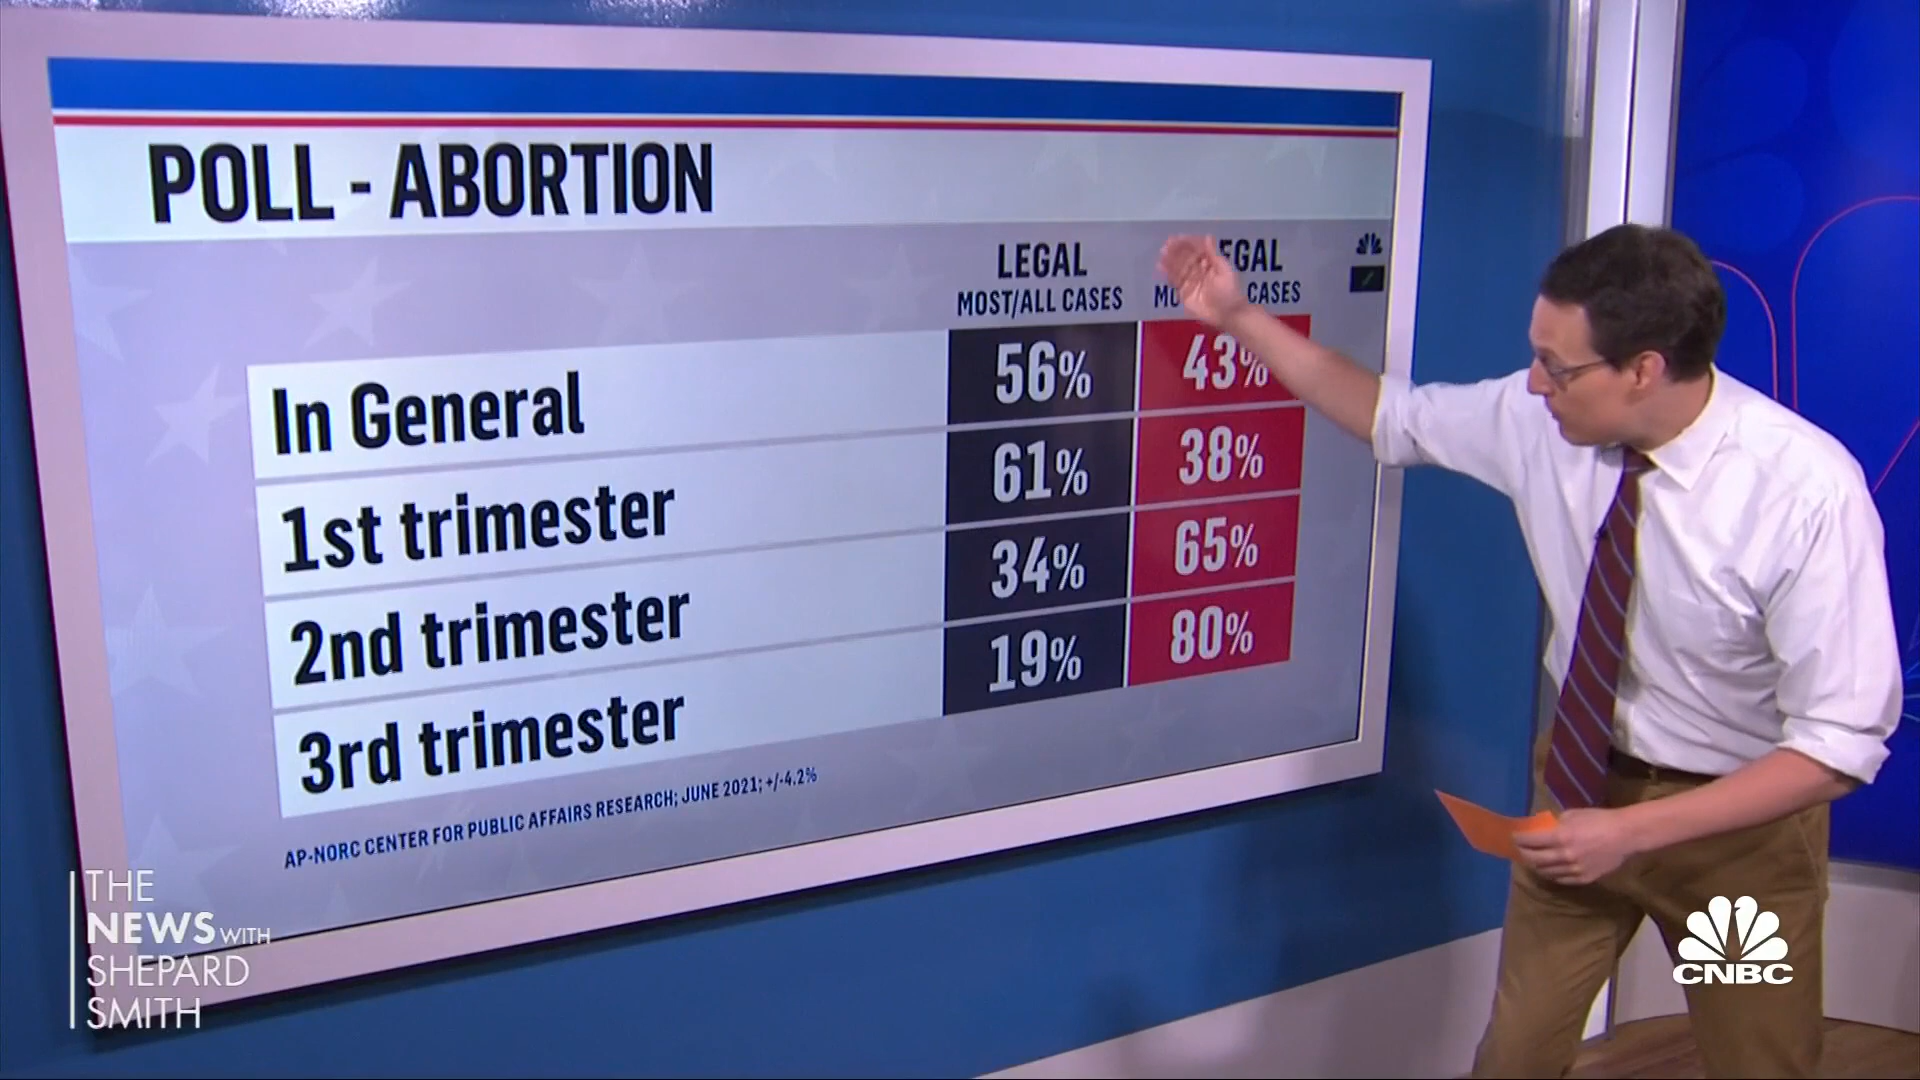 POLL - ABORTION
LEGAL
EGAL
MOST/ALL CASES
CASES
In General
56%
43%
1st trimester
61%
38%
2nd trimester
34%
65%
3rd trimester
19%
80%
AP-NORC CENTER FOR PUBLIC AFFAIRS RESEARCH; JUNE 2021; +/-4.2%
THE
NEWS WITH
SHEPARD
SMITH
CNBC